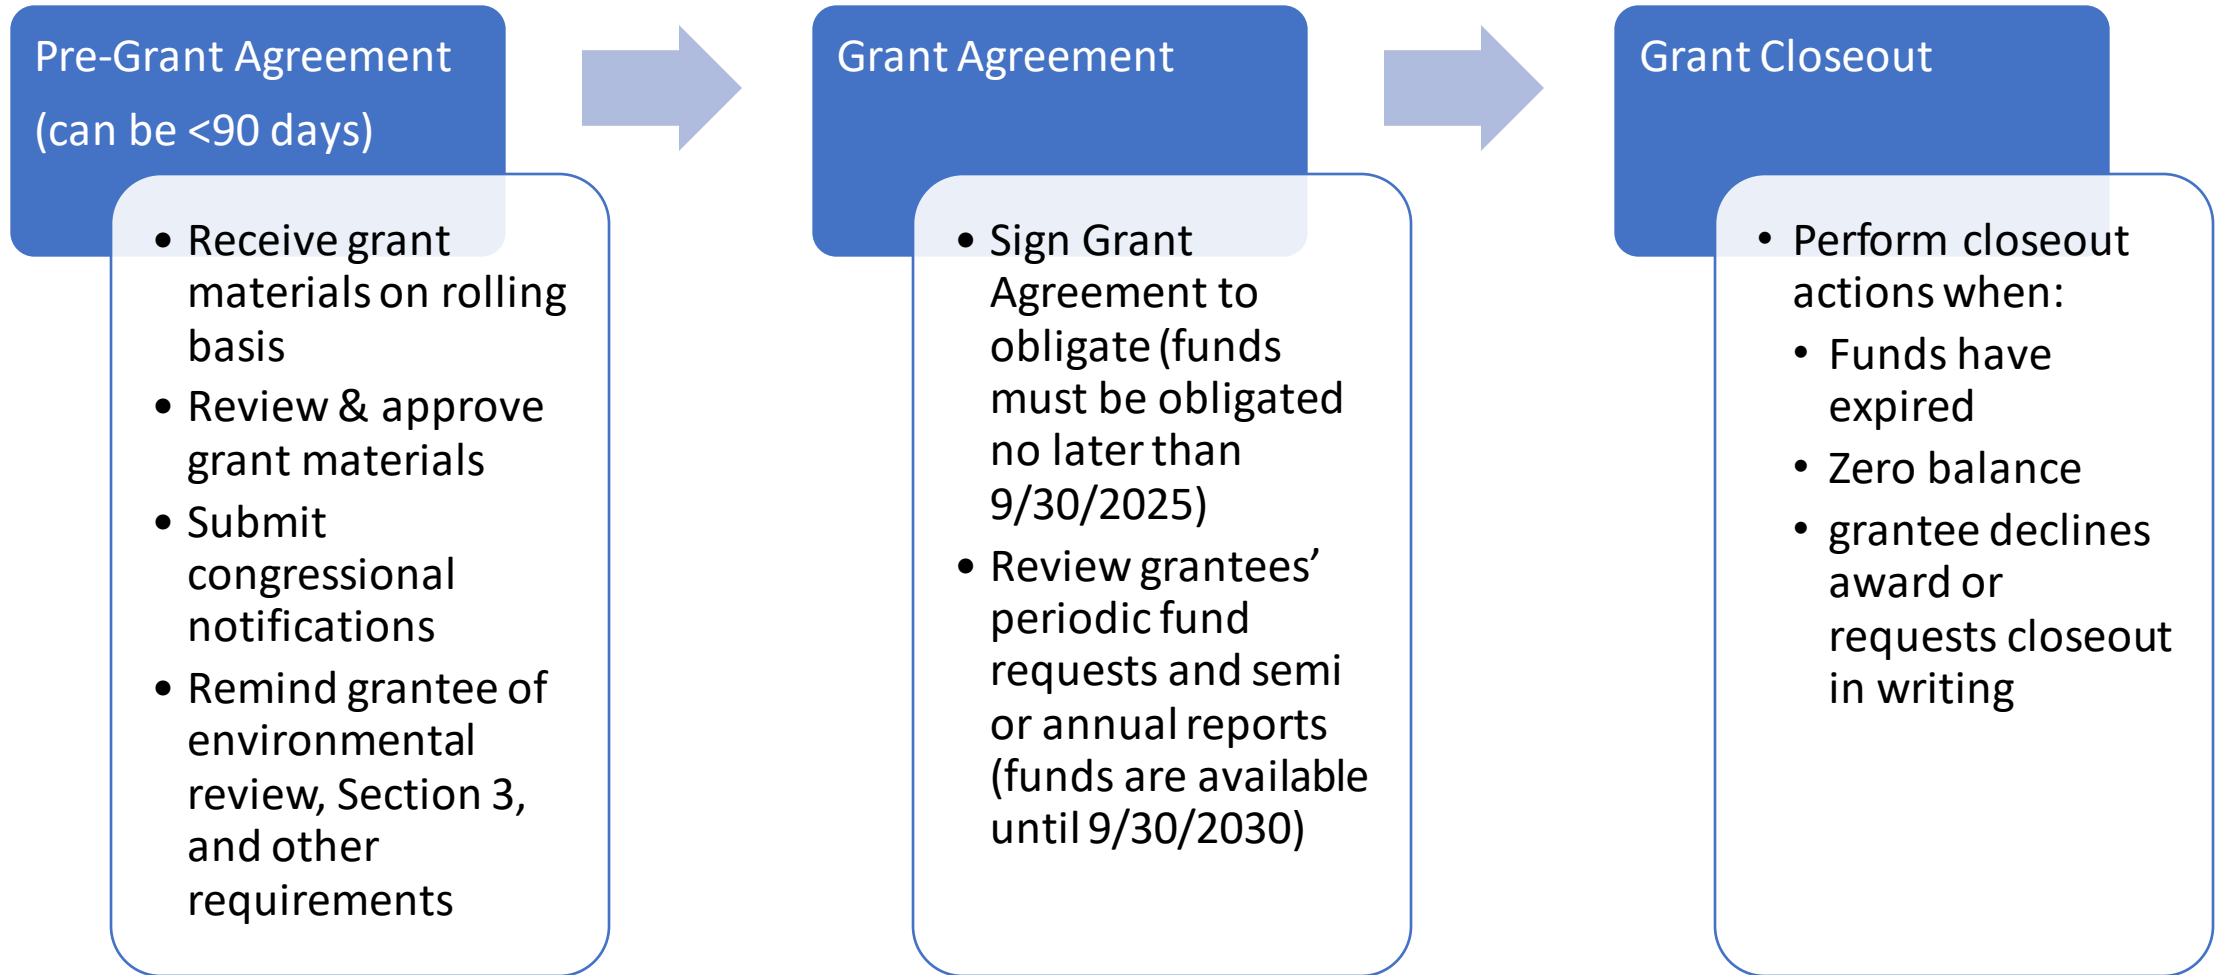 Pre-Grant Agreement
(can be <90 days)
• Receive grant
materials on rolling
basis
• Review & approve
grant materials
• Submit
congressional
notifications
• Remind grantee of
environmental
review, Section 3,
and other
requirements
Grant Agreement
• Sign Grant
Agreement to
obligate (funds
must be obligated
no later than
9/30/2025)
• Review grantees’
periodic fund
requests and semi
or annual reports
(funds are available
until 9/30/2030)
Grant Closeout
• Perform closeout
actions when:
• Funds have
expired
• Zero balance
• grantee declines
award or
requests closeout
in writing